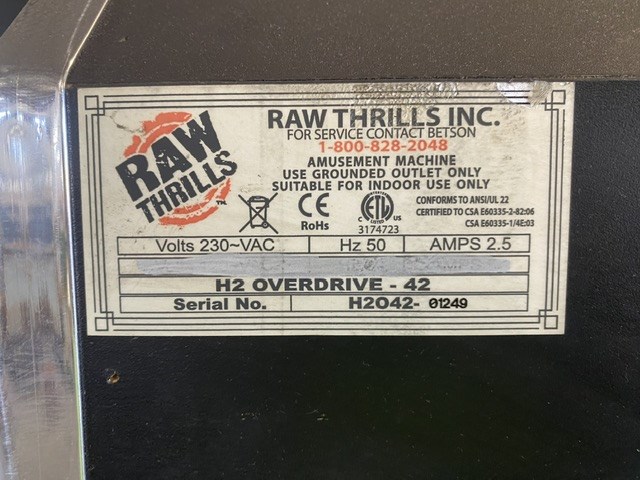 RAW THRILLS INC.
FOR SERVICE CONTACT BETSON
1-800-828-2048
AMUSEMENT MACHINE
USE GROUNDED OUTLET ONLY
SUITABLE FOR INDOOR USE ONLY
RAW
THRILLS
TM
CE
RoHs
C ETL US
3174723
CONFORMS TO ANSI/UL 22
CERTIFIED TO CSA E60335-2-82:06
CSA E60335-1/4E:03
Volts 230~VAC Hz 50 AMPS 2.5
H2 OVERDRIVE - 42
Serial No. H2O42- 01249